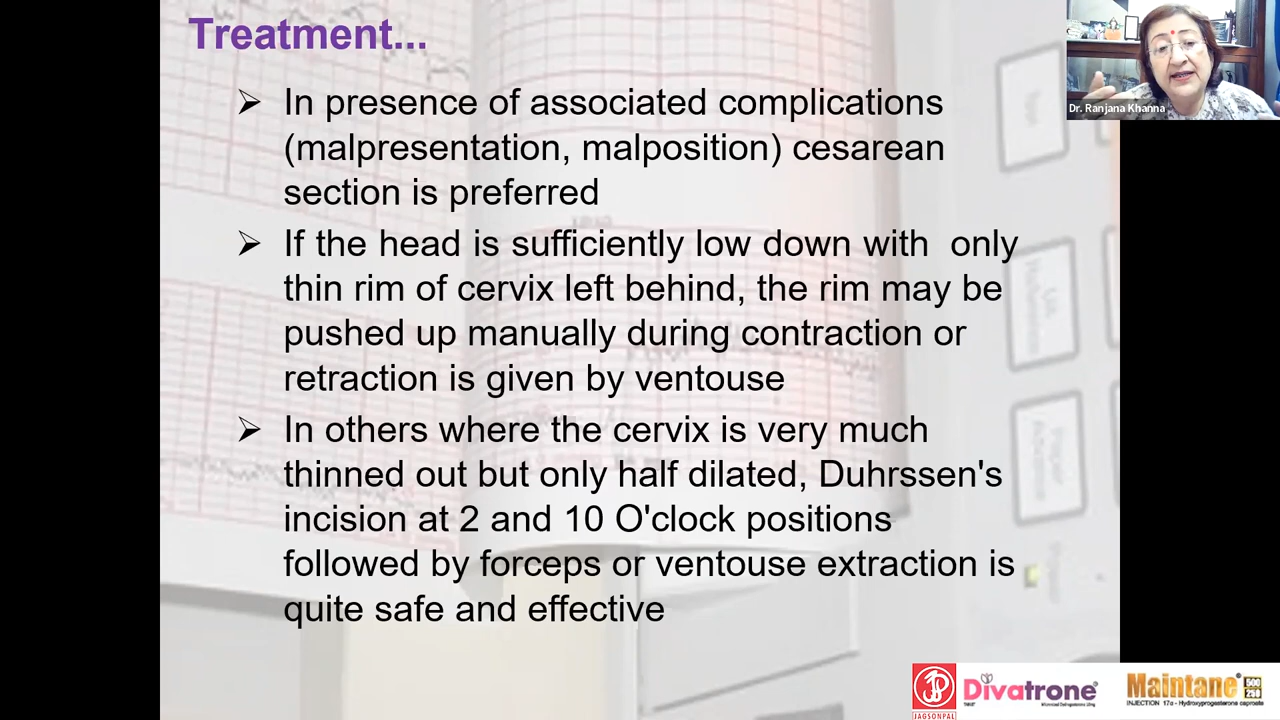 Treatment...
➢ In presence of associated complications
(malpresentation, malposition) cesarean
section is preferred
➢ If the head is sufficiently low down with only
thin rim of cervix left behind, the rim may be
pushed up manually during contraction or
retraction is given by ventouse
➢ In others where the cervix is very much
thinned out but only half dilated, Duhrssen's
incision at 2 and 10 O'clock positions
followed by forceps or ventouse extraction is
quite safe and effective
Dr. Ranjana Khanna
JAGSONPAL
Divatrone®
TABLET
Maintane® 500 250
INJECTION 17α - Hydroxyprogesterone caproate